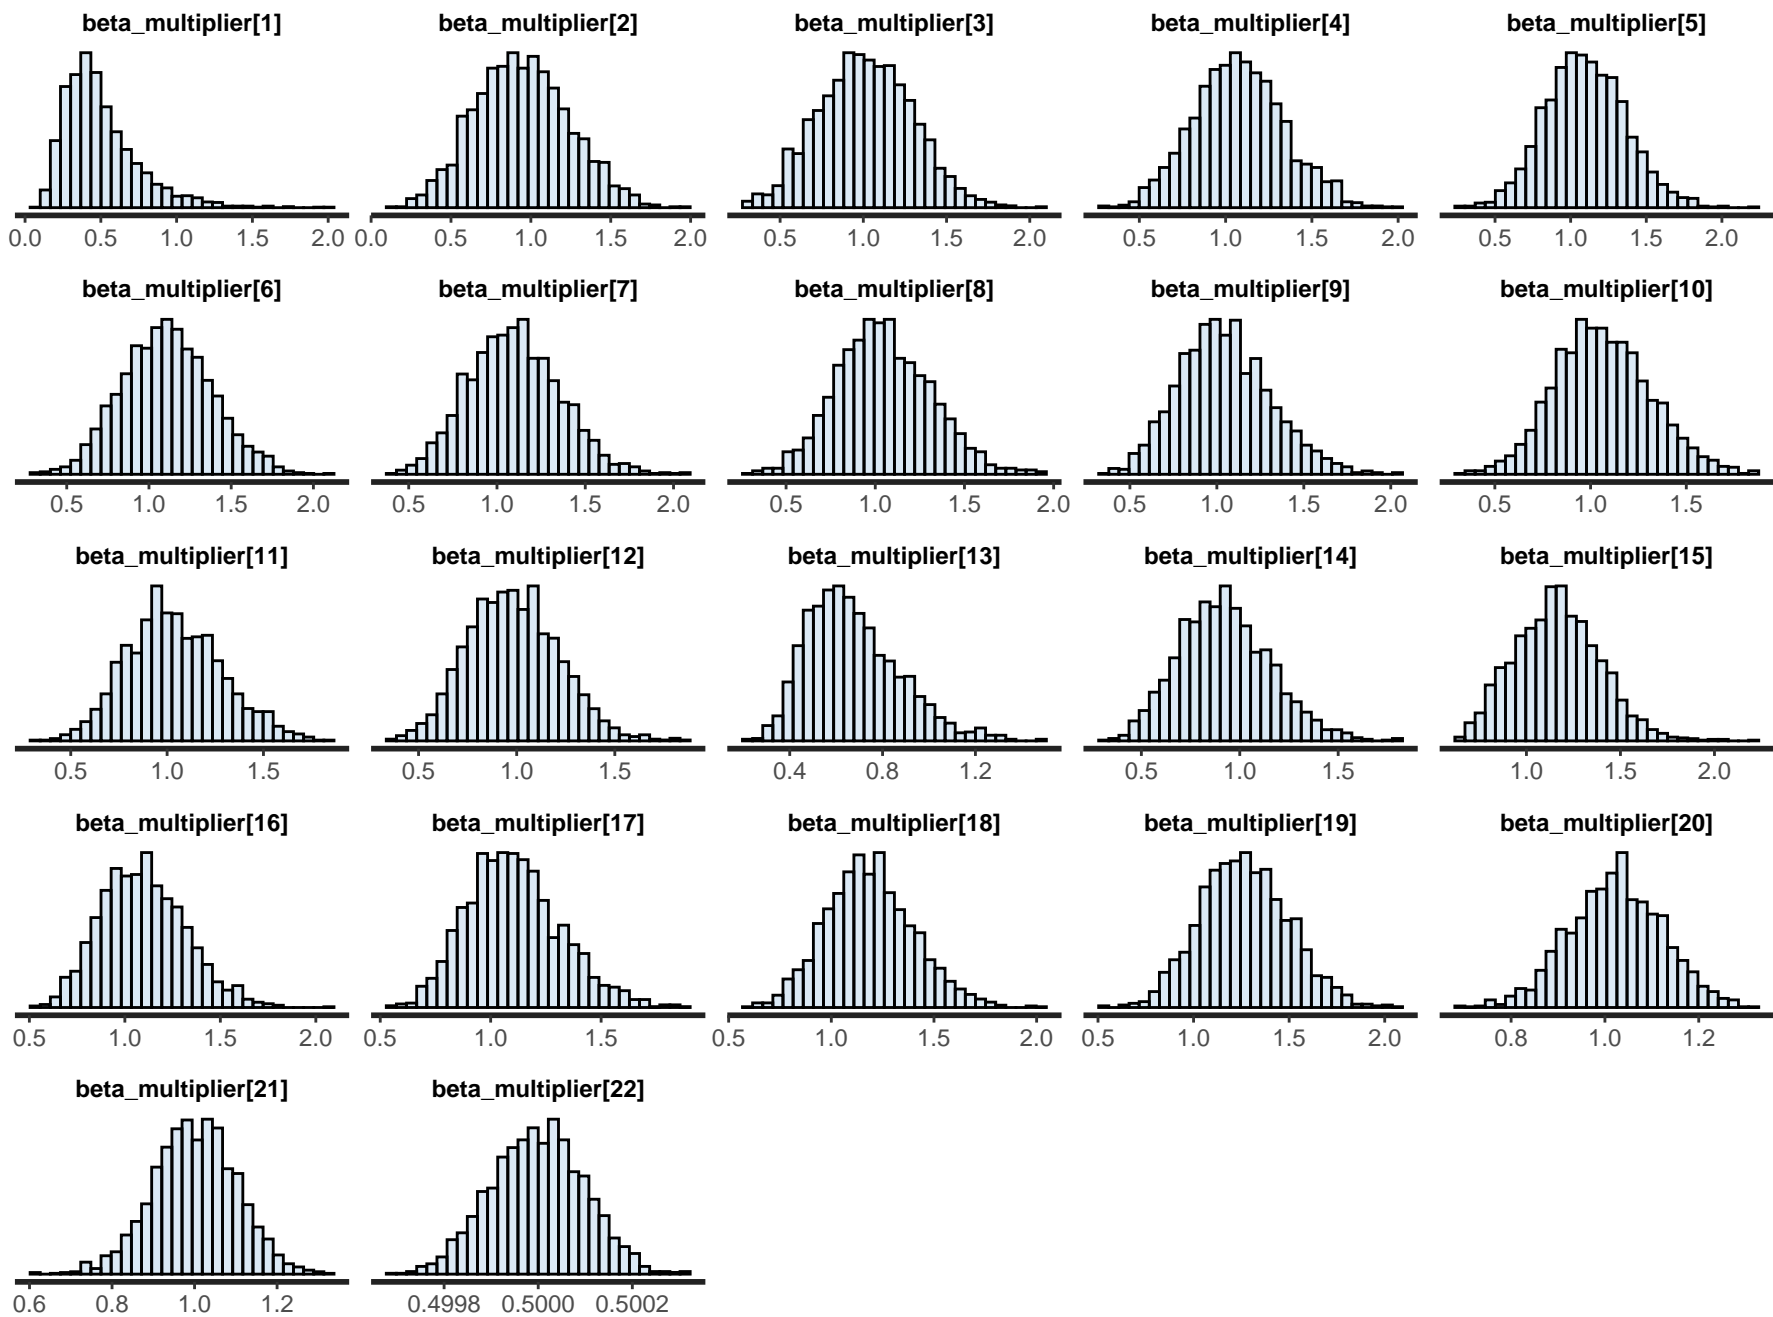 beta_multiplier[1] beta_multiplier[2] beta_multiplier[3] beta_multiplier[4] beta_multiplier[5]
0.0 0.5 1.0 1.5 2.0 0.0 0.5 1.0 1.5 2.0 0.5 1.0 1.5 2.0 0.5 1.0 1.5 2.0 0.5 1.0 1.5 2.0
beta_multiplier[6] beta_multiplier[7] beta_multiplier[8] beta_multiplier[9] beta_multiplier[10]
0.5 1.0 1.5 2.0 0.5 1.0 1.5 2.0 0.5 1.0 1.5 2.0 0.5 1.0 1.5 2.0 0.5 1.0 1.5
beta_multiplier[11] beta_multiplier[12] beta_multiplier[13] beta_multiplier[14] beta_multiplier[15]
0.5 1.0 1.5 0.5 1.0 1.5 0.4 0.8 1.2 0.5 1.0 1.5 1.0 1.5 2.0
beta_multiplier[16] beta_multiplier[17] beta_multiplier[18] beta_multiplier[19] beta_multiplier[20]
0.5 1.0 1.5 2.0 0.5 1.0 1.5 0.5 1.0 1.5 2.0 0.5 1.0 1.5 2.0 0.8 1.0 1.2
beta_multiplier[21] beta_multiplier[22]
0.6 0.8 1.0 1.2 0.4998 0.5000 0.5002